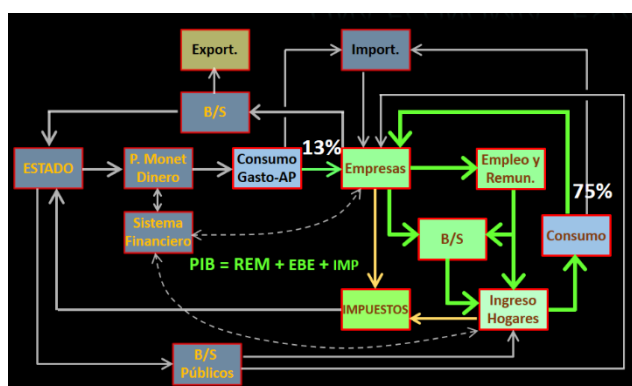 Export.
Import.
B/S
13%
ESTADO
P. Monet
Dinero
Consumo
Gasto-AP
Empresas
Empleo y
Remun.
75%
Sistema
Financiero
B/S
Consumo
PIB = REM + EBE + IMP
IMPUESTOS
Ingreso
Hogares
B/S
Públicos